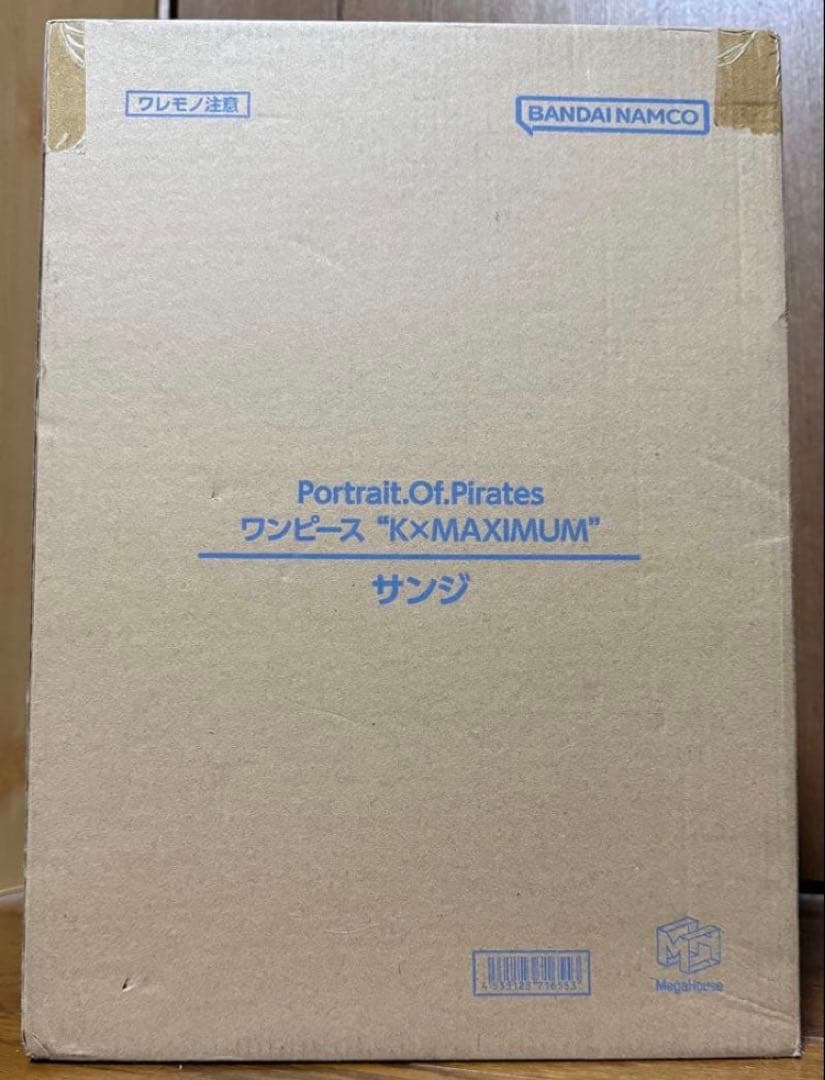 ワレモノ注意
BANDAI NAMCO
Portrait.Of.Pirates
ワンピース “K×MAXIMUM”
サンジ
MegaHouse